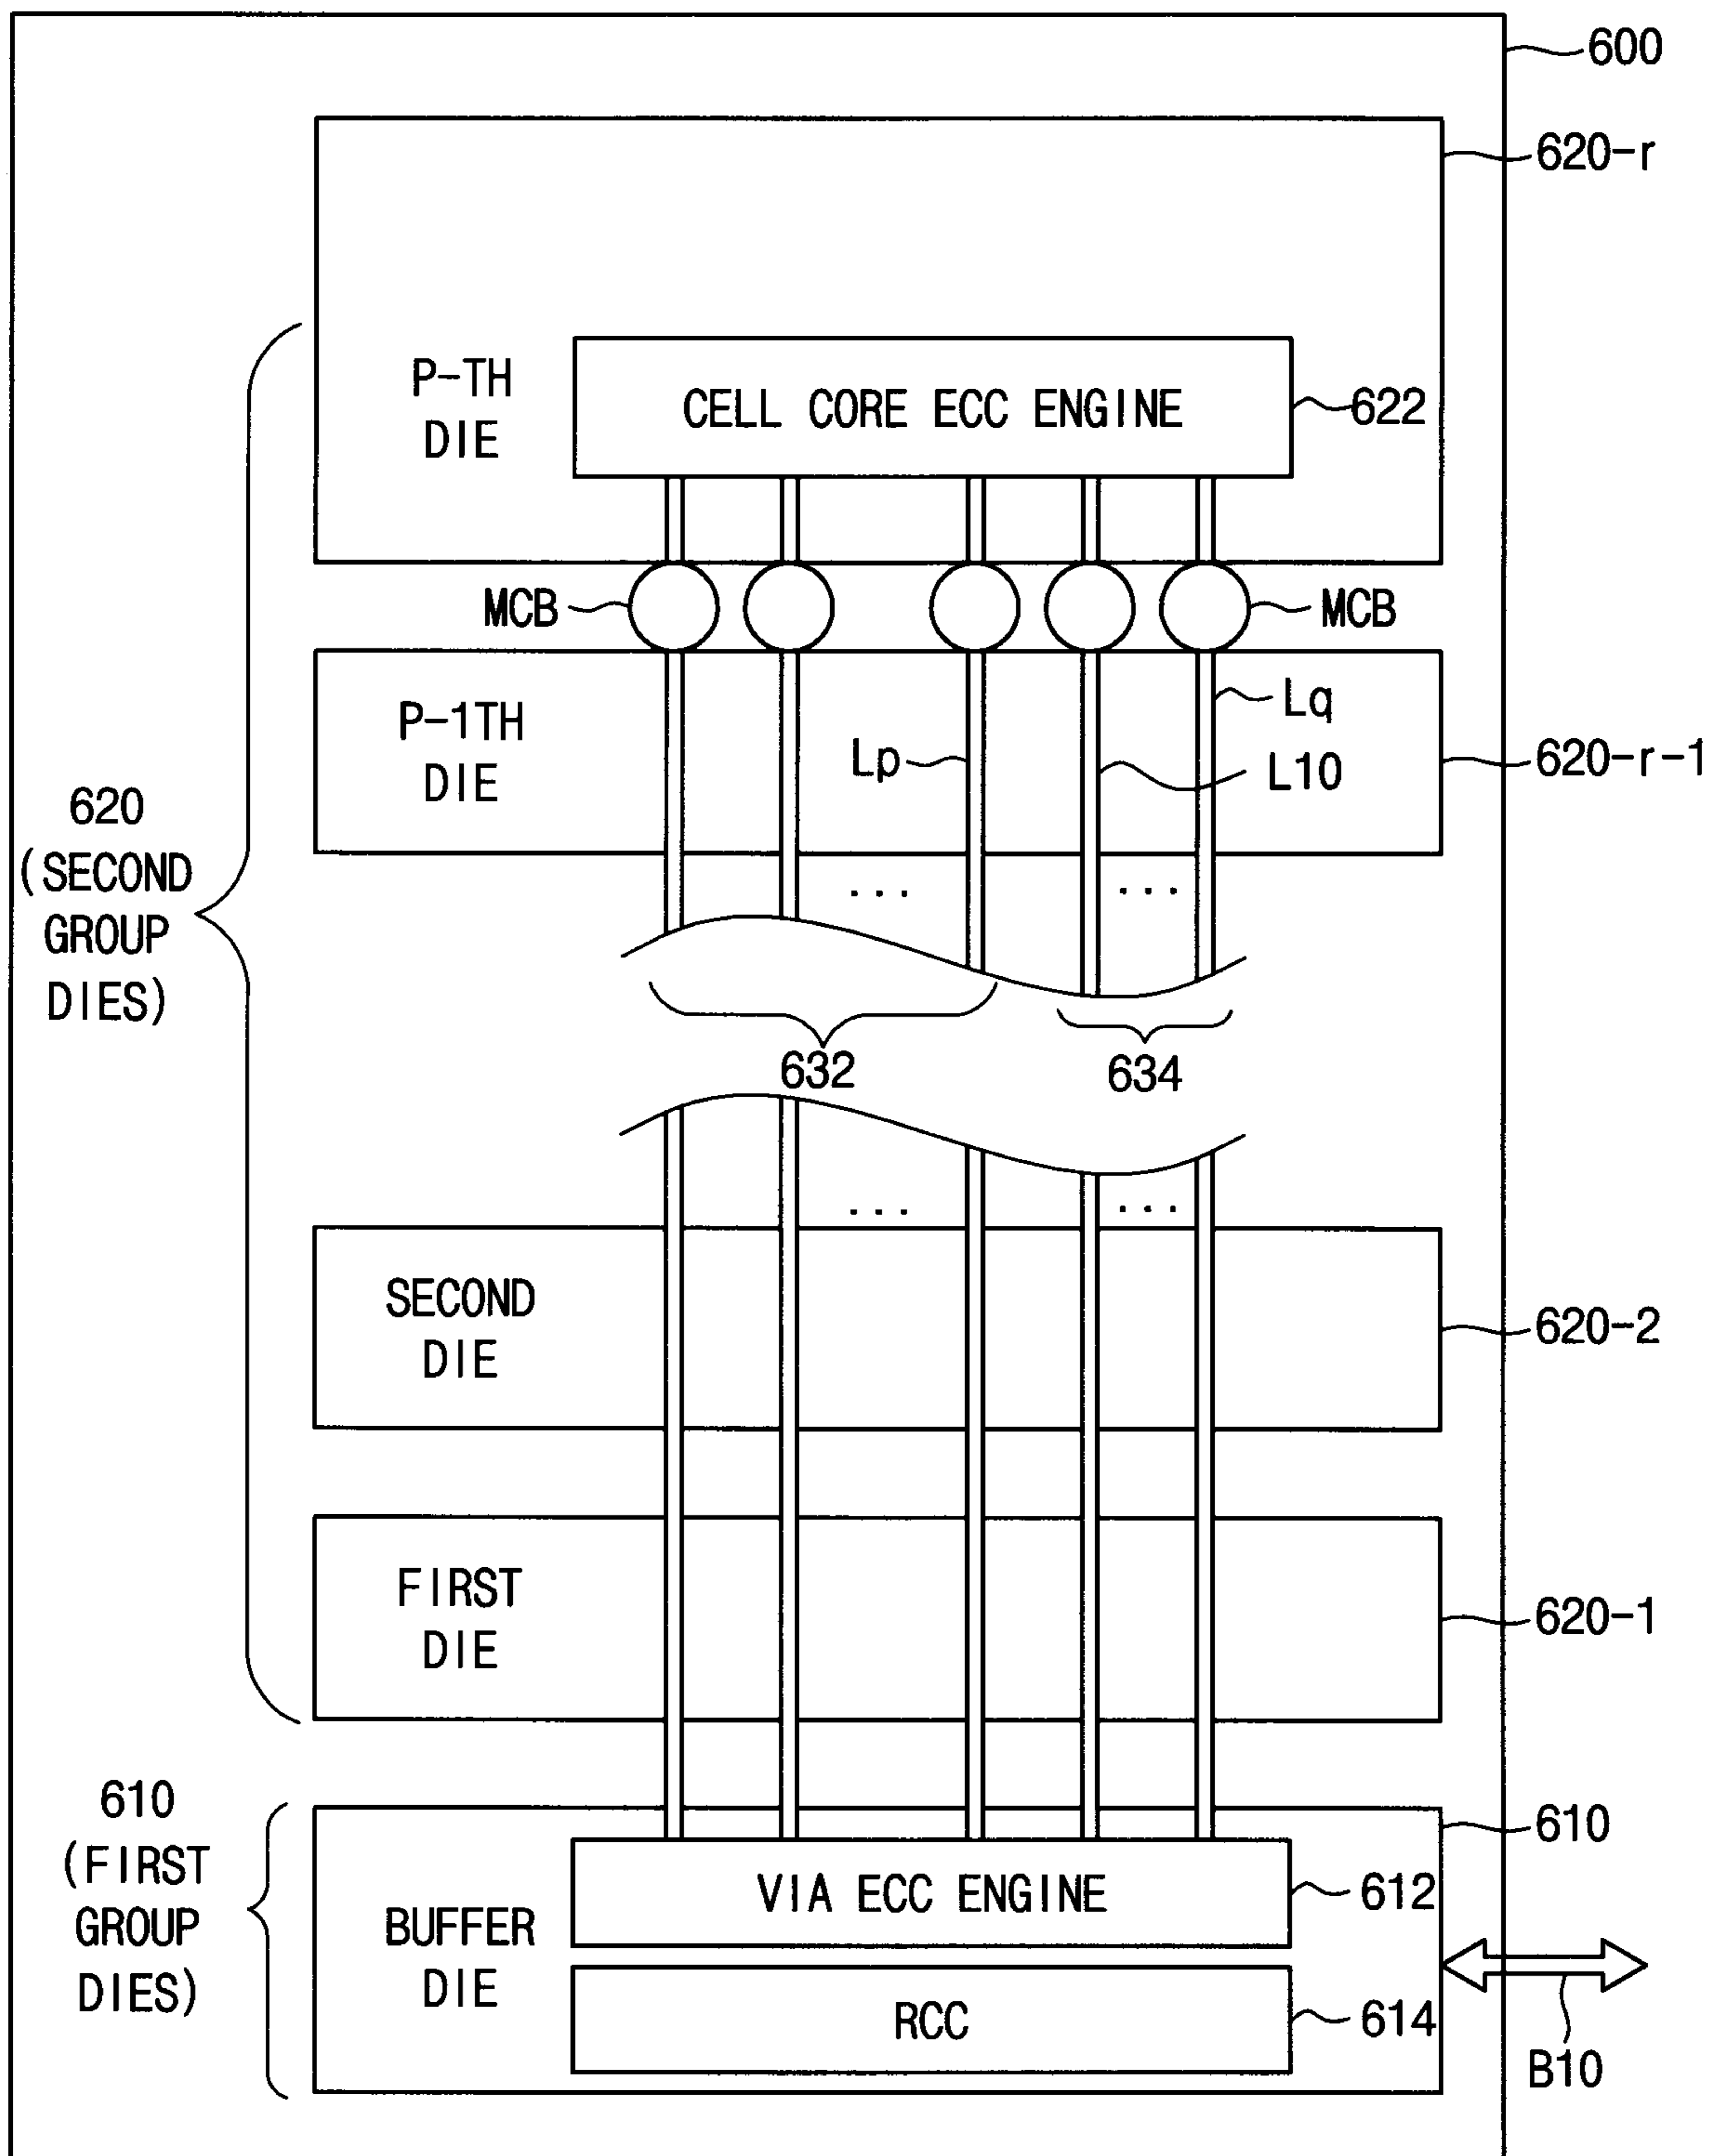 600
620-r
P-TH
DIE
CELL CORE ECC ENGINE
622
MCB
MCB
P-1TH
DIE
Lp
Lq
L10
620-r-1
620
(SECOND
GROUP
DIES)
...
...
632
634
...
...
SECOND
DIE
620-2
FIRST
DIE
620-1
610
(FIRST
GROUP
DIES)
610
BUFFER
DIE
VIA ECC ENGINE
612
RCC
614
B10